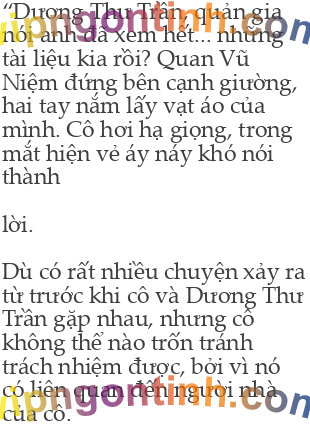 “Dương Thư Trần, quản gia
nói anh đã xem hết... những
tài liệu kia rồi? Quan Vũ
Niệm đứng bên cạnh giường,
hai tay nắm lấy vạt áo của
mình. Cô hơi hạ giọng, trong
mắt hiện vẻ áy náy khó nói
thành
lời.
Dù có rất nhiều chuyện xảy ra
từ trước khi cô và Dương Thư
Trần gặp nhau, nhưng cô
không thể nào trốn tránh
trách nhiệm được, bởi vì nó
có liên quan đến người nhà
của cô.
vipngontinh.com
vipngontinh.com